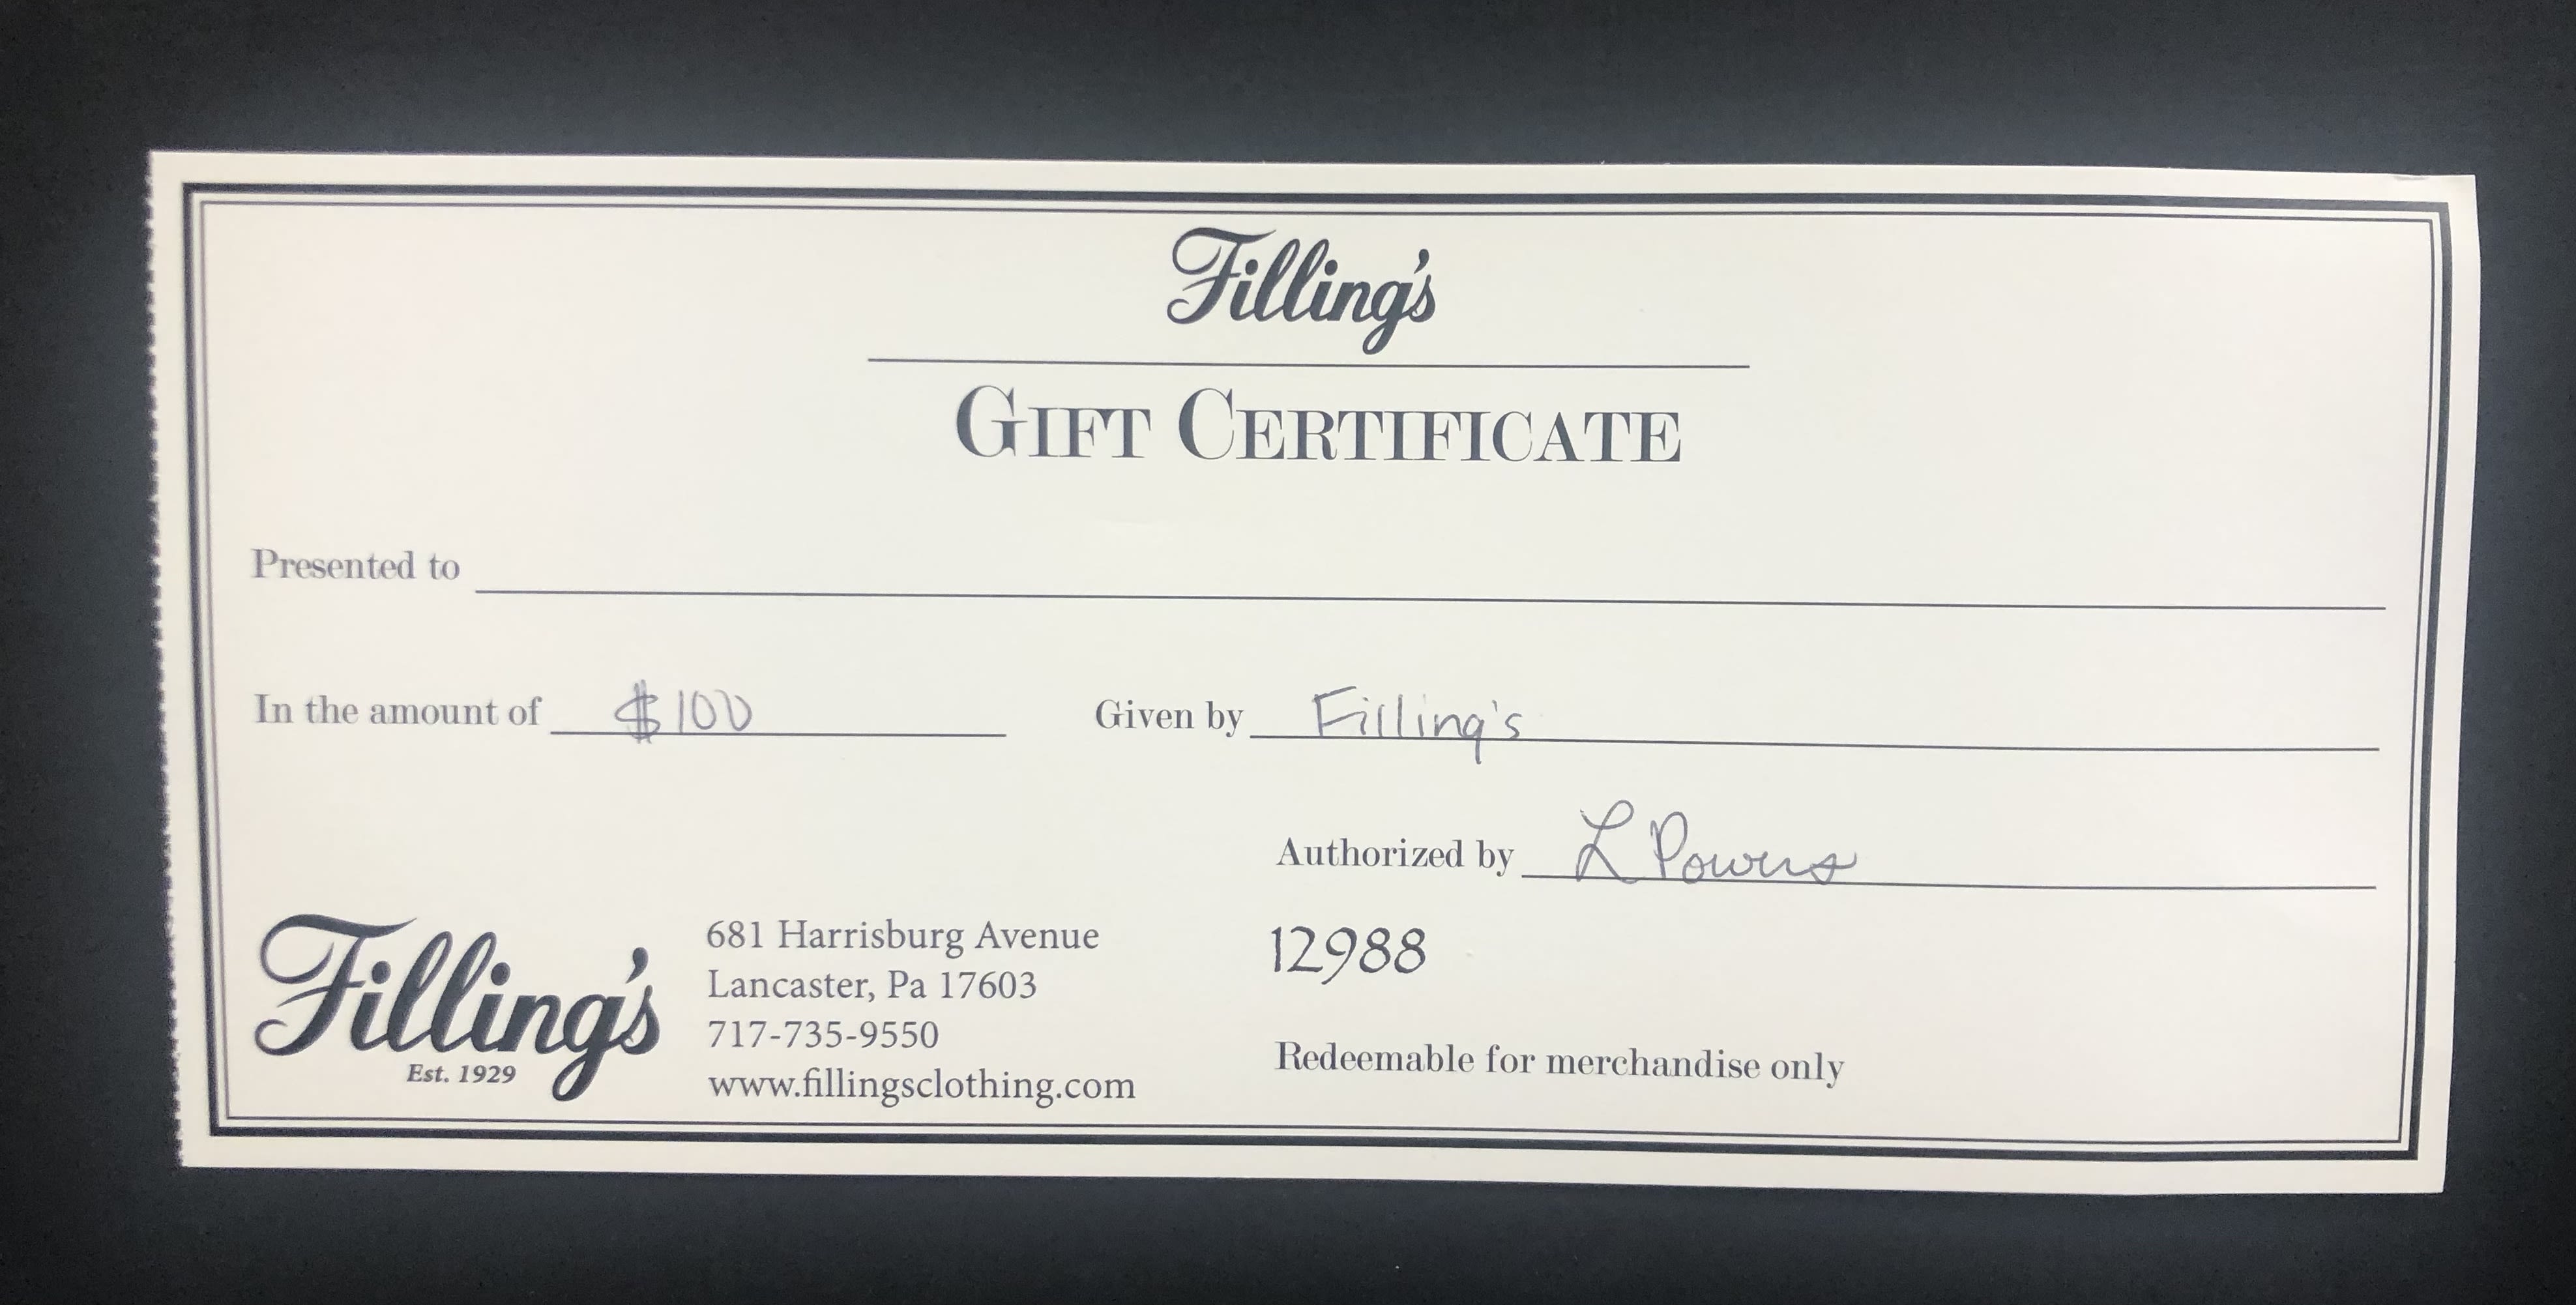 Filling's
GIFT CERTIFICATE
Presented to
In the amount of $100 Given by Filling's
Authorized by L Powers
Filling's
Est. 1929
681 Harrisburg Avenue
Lancaster, Pa 17603
717-735-9550
www.fillingsclothing.com
12988
Redeemable for merchandise only